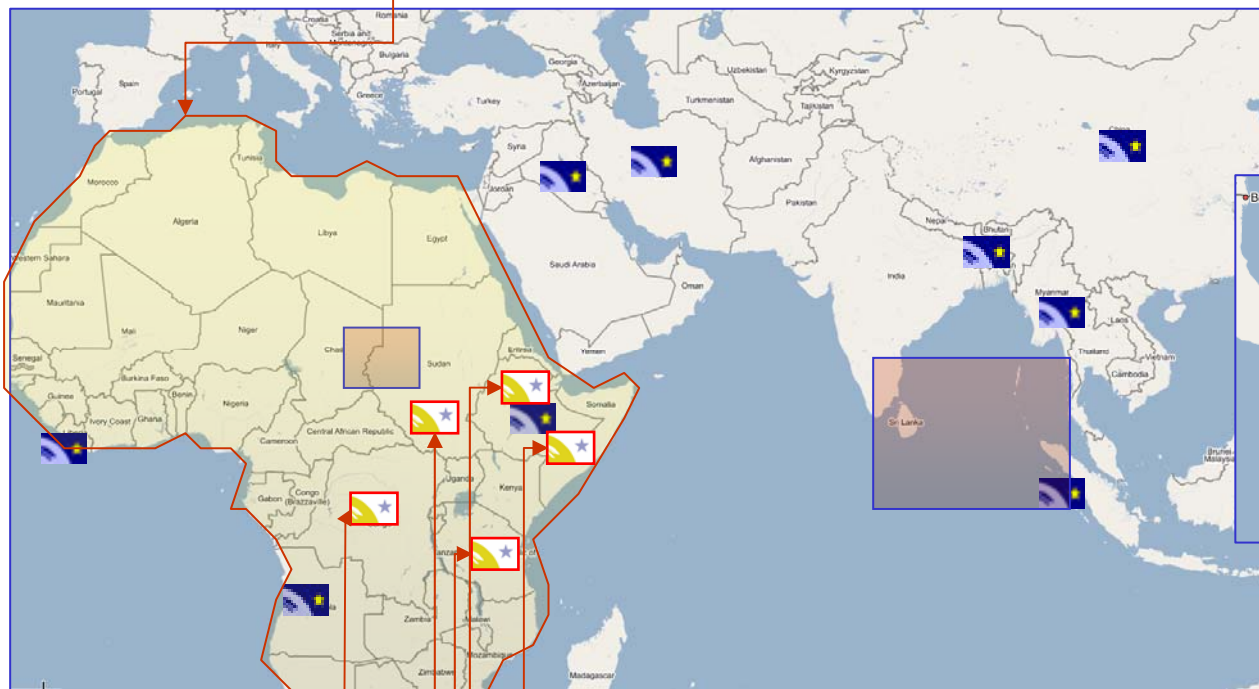 Croatia
Romania
Serbia and
Italy
Bulgaria
Georgia
Azerbaijan
Uzbekistan
Kyrgyzstan
Portugal
Spain
Greece
Turkey
Turkmenistan
Tajikistan
China
Tunisia
Syria
Afghanistan
Morocco
Jordan
Pakistan
B
Algeria
Libya
Egypt
Nepal
Bhutan
Western Sahara
Saudi Arabia
India
Oman
Mauritania
Myanmar
Mali
Niger
Chad
Sudan
Eritrea
Yemen
Laos
Senegal
Thailand
Vietnam
Burkina Faso
Cambodia
Guinea
Benin
Nigeria
Somalia
Ivory Coast
Ghana
Sri Lanka
Central African Republic
Cameroon
Brunei
Malaysia
Uganda
Kenya
Gabon
Congo
(Brazzaville)
Zambia
Malawi
Mozambique
Zimbabwe
Madagascar